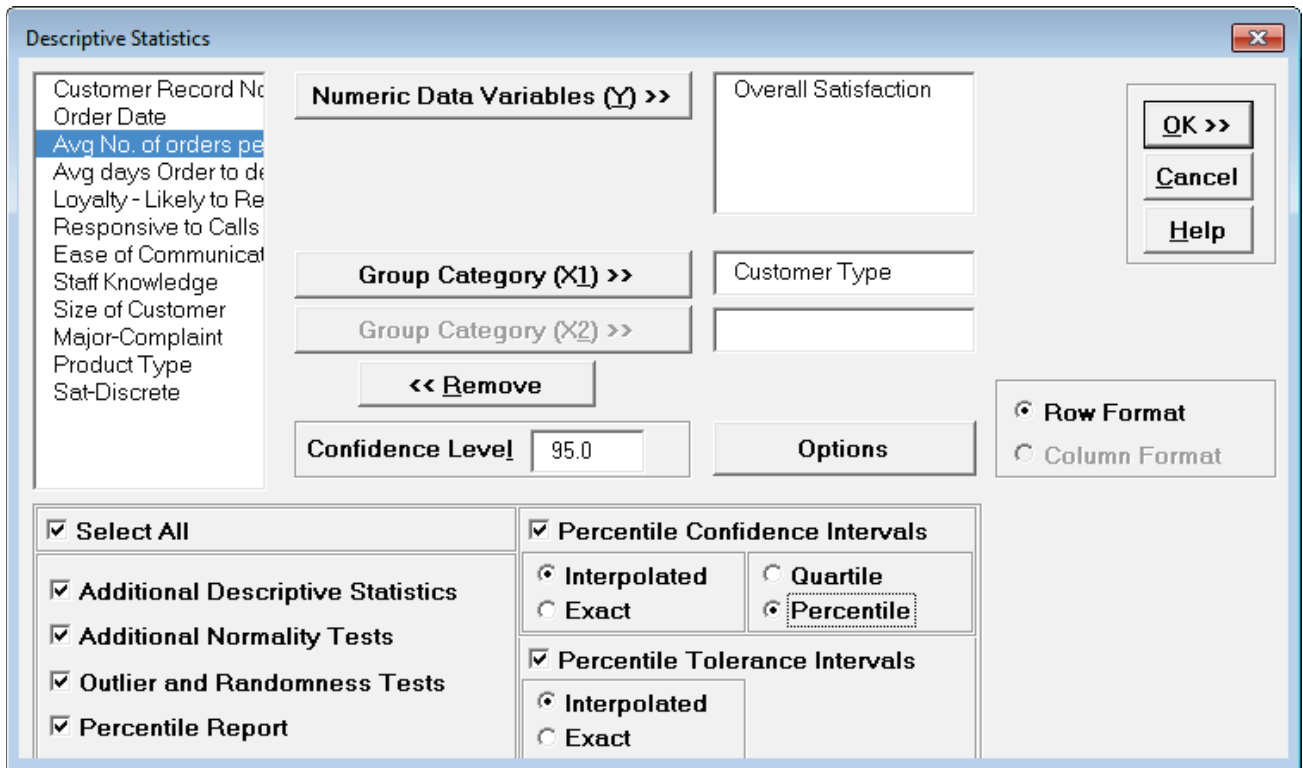 Descriptive Statistics
Customer Record No
Order Date
Avg No. of orders pe
Avg days Order to de
Loyalty - Likely to Re
Responsive to Calls
Ease of Communicat
Staff Knowledge
Size of Customer
Major-Complaint
Product Type
Sat-Discrete
Numeric Data Variables (Y) >>
Overall Satisfaction
Group Category (X1) >>
Customer Type
Group Category (X2) >>
<< Remove
Confidence Level 95.0
Options
OK >>
Cancel
Help
Row Format
Column Format
Select All
Additional Descriptive Statistics
Additional Normality Tests
Outlier and Randomness Tests
Percentile Report
Percentile Confidence Intervals
Interpolated
Exact
Quartile
Percentile
Percentile Tolerance Intervals
Interpolated
Exact